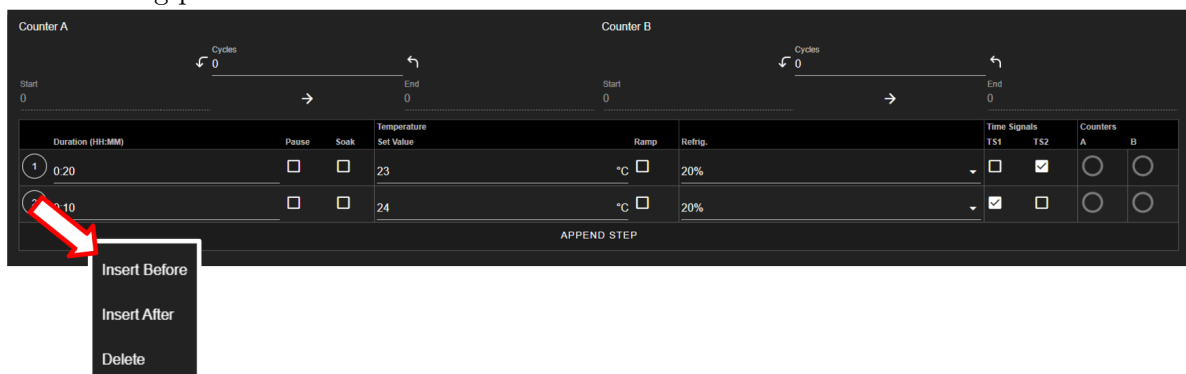 Counter A Counter B
Cycles Cycles
0 0
Start End Start End
0 0 0 0
Temperature Time Signals Counters
Duration (HH:MM) Pause Soak Set Value Ramp Refrig. TS1 TS2 A B
1 0:20 23 °C 20%
0:10 24 °C 20%
APPEND STEP
Insert Before
Insert After
Delete